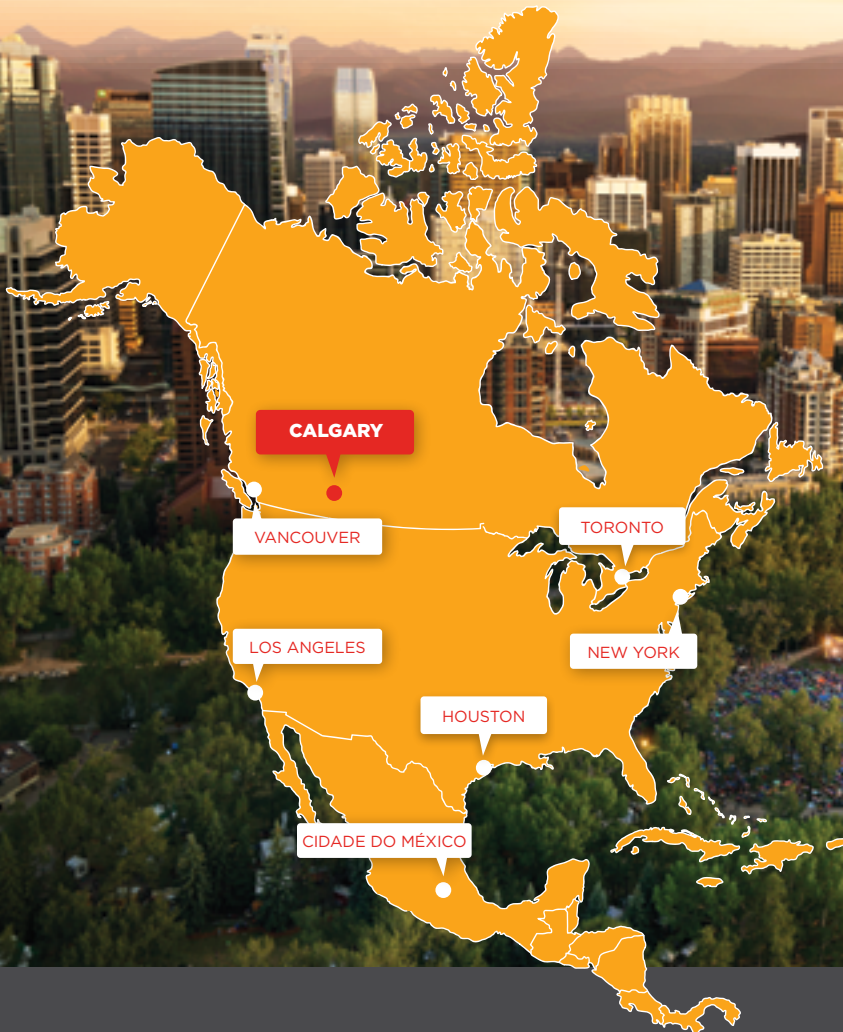 CALGARY
VANCOUVER
TORONTO
LOS ANGELES
NEW YORK
HOUSTON
CIDADE DO MÉXICO